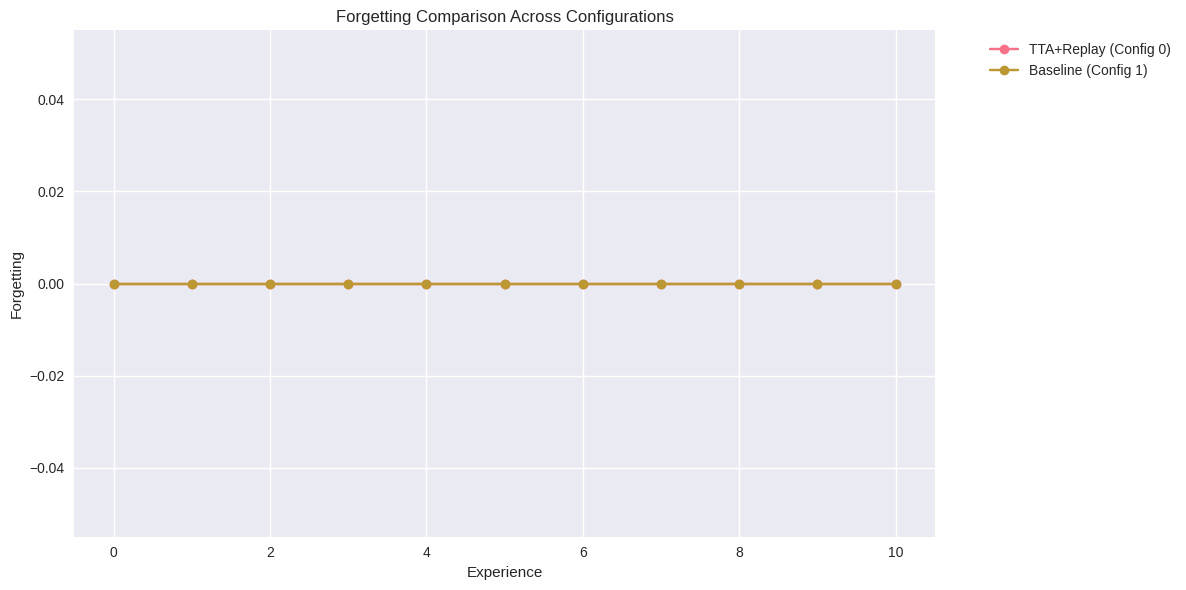 Forgetting Comparison Across Configurations
TTA+Replay (Config 0)
Baseline (Config 1)
0.04
0.02
0.00
−0.02
−0.04
Forgetting
0 2 4 6 8 10
Experience